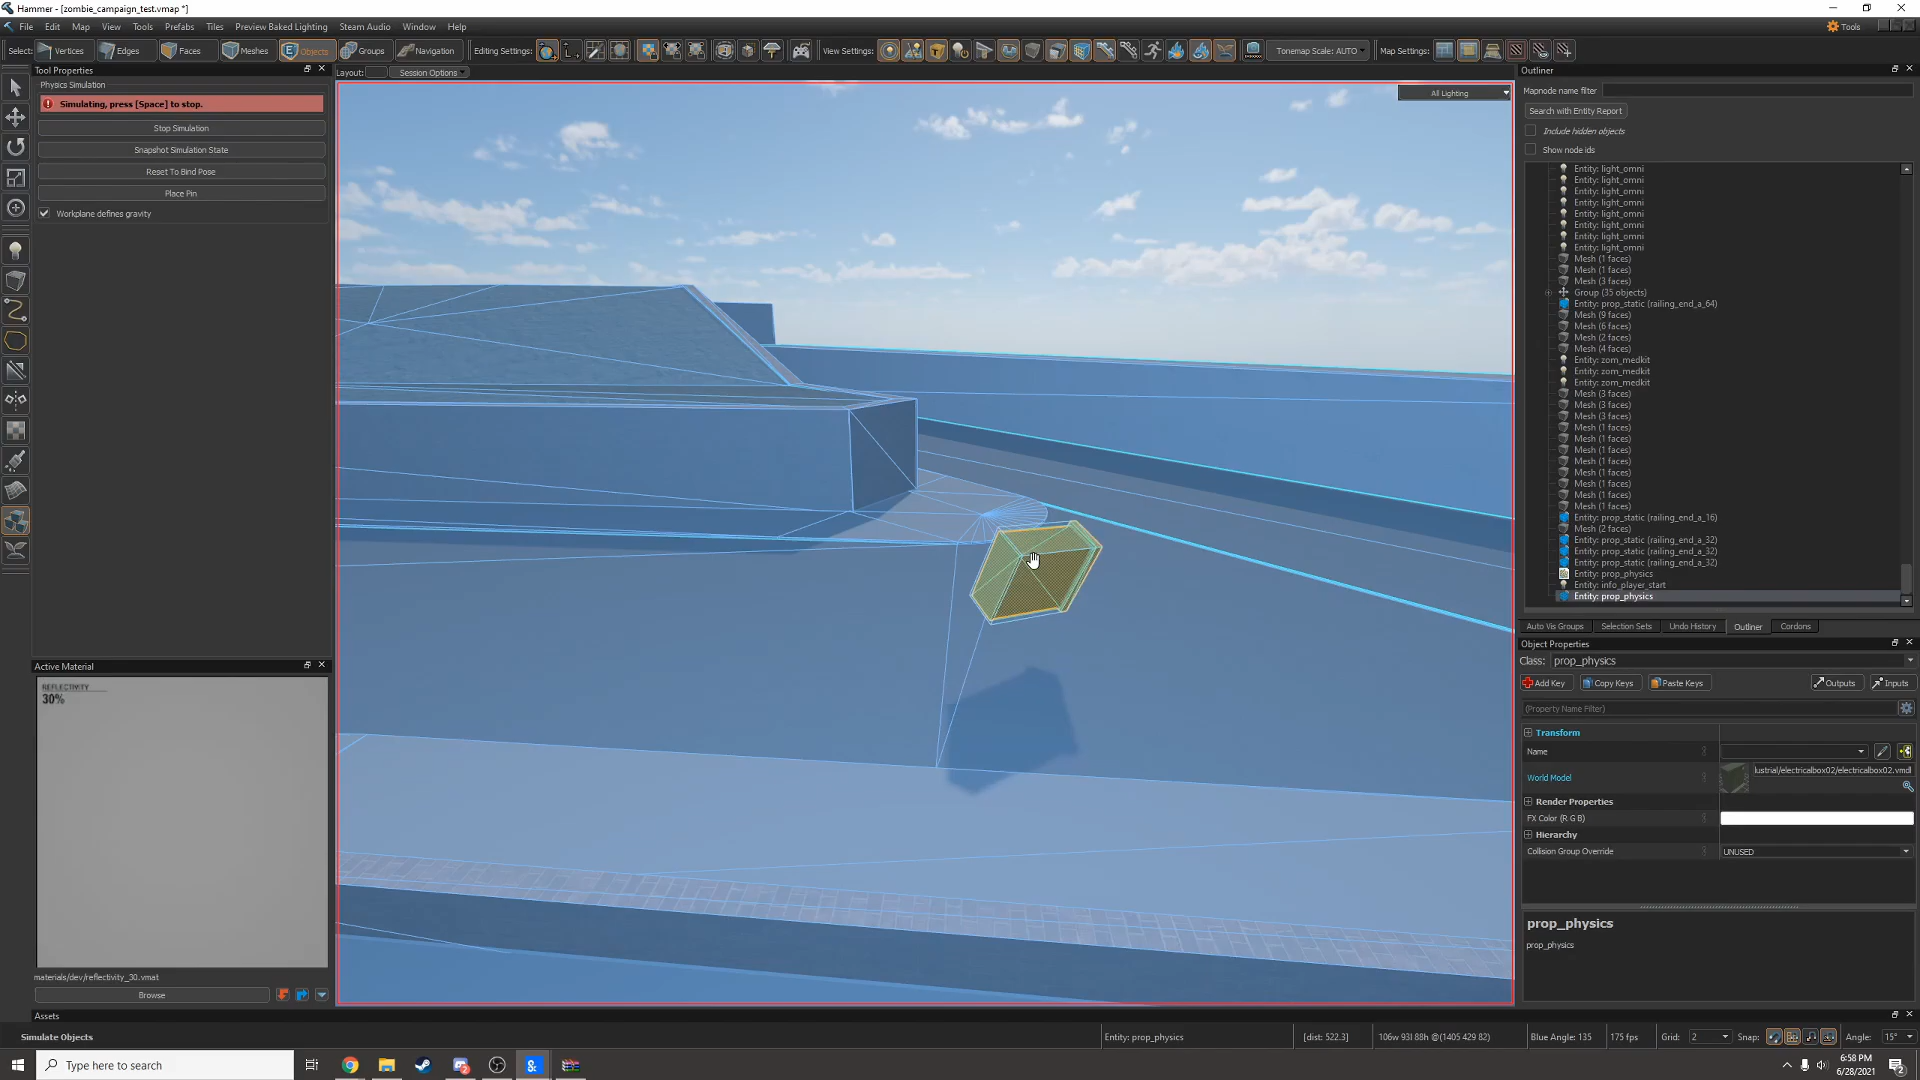 Hammer - [zombie_campaign_test.vmap *]
File Edit Map View Tools Prefabs Tiles Preview Baked Lighting Steam Audio Window Help
Tools
Select: Vertices Edges Faces Meshes Objects Groups Navigation Editing Settings: View Settings: Tonemap Scale: AUTO Map Settings:
Tool Properties
Physics Simulation
Simulating, press [Space] to stop.
Stop Simulation
Snapshot Simulation State
Reset To Bind Pose
Place Pin
Workplane defines gravity
Active Material
REFLECTIVITY
30%
materials/dev/reflectivity_30.vmat
Browse
Layout: Session Options
All Lighting
Outliner
Mapnode name filter
Search with Entity Report
Include hidden objects
Show node ids
Entity: light_omni
Entity: light_omni
Entity: light_omni
Entity: light_omni
Entity: light_omni
Entity: light_omni
Entity: light_omni
Entity: light_omni
Mesh (1 faces)
Mesh (1 faces)
Mesh (3 faces)
Group (35 objects)
Entity: prop_static (railing_end_a_64)
Mesh (9 faces)
Mesh (6 faces)
Mesh (2 faces)
Mesh (4 faces)
Entity: zom_medkit
Entity: zom_medkit
Entity: zom_medkit
Mesh (3 faces)
Mesh (3 faces)
Mesh (3 faces)
Mesh (1 faces)
Mesh (1 faces)
Mesh (1 faces)
Mesh (1 faces)
Mesh (1 faces)
Mesh (1 faces)
Mesh (1 faces)
Mesh (1 faces)
Entity: prop_static (railing_end_a_16)
Mesh (2 faces)
Entity: prop_static (railing_end_a_32)
Entity: prop_static (railing_end_a_32)
Entity: prop_static (railing_end_a_32)
Entity: prop_physics
Entity: info_player_start
Entity: prop_physics
Auto Vis Groups Selection Sets Undo History Outliner Cordons
Object Properties
Class: prop_physics
Add Key Copy Keys Paste Keys Outputs Inputs
(Property Name Filter)
Transform
Name
World Model lustrial/electricalbox02/electricalbox02.vmdl
Render Properties
FX Color (R G B)
Hierarchy
Collision Group Override UNUSED
prop_physics
prop_physics
Assets
Simulate Objects Entity: prop_physics [dist: 522.3] 106w 93l 88h @(1405 429 82) Blue Angle: 135 175 fps Grid: 2 Snap: Angle: 15°
Type here to search
6:58 PM
6/28/2021